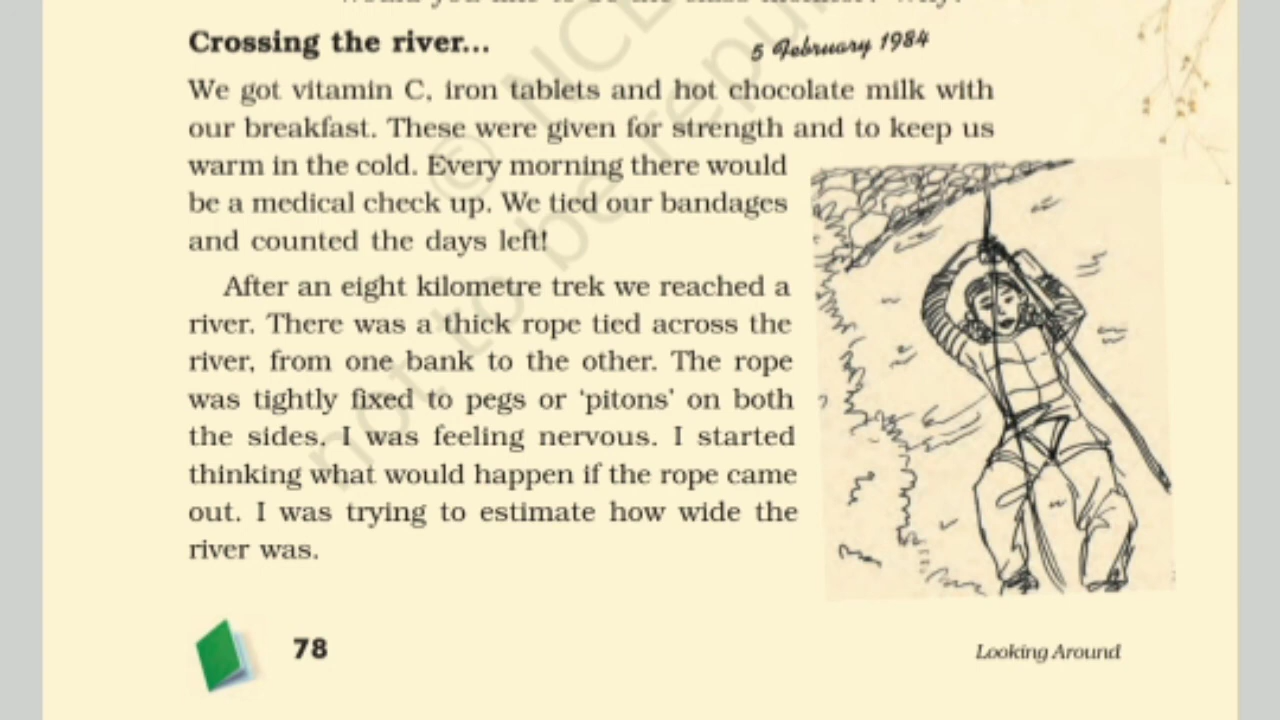 Crossing the river...
5 February 1984
We got vitamin C, iron tablets and hot chocolate milk with
our breakfast. These were given for strength and to keep us
warm in the cold. Every morning there would
be a medical check up. We tied our bandages
and counted the days left!
After an eight kilometre trek we reached a
river. There was a thick rope tied across the
river, from one bank to the other. The rope
was tightly fixed to pegs or ‘pitons’ on both
the sides. I was feeling nervous. I started
thinking what would happen if the rope came
out. I was trying to estimate how wide the
river was.
78
Looking Around
not to be repu